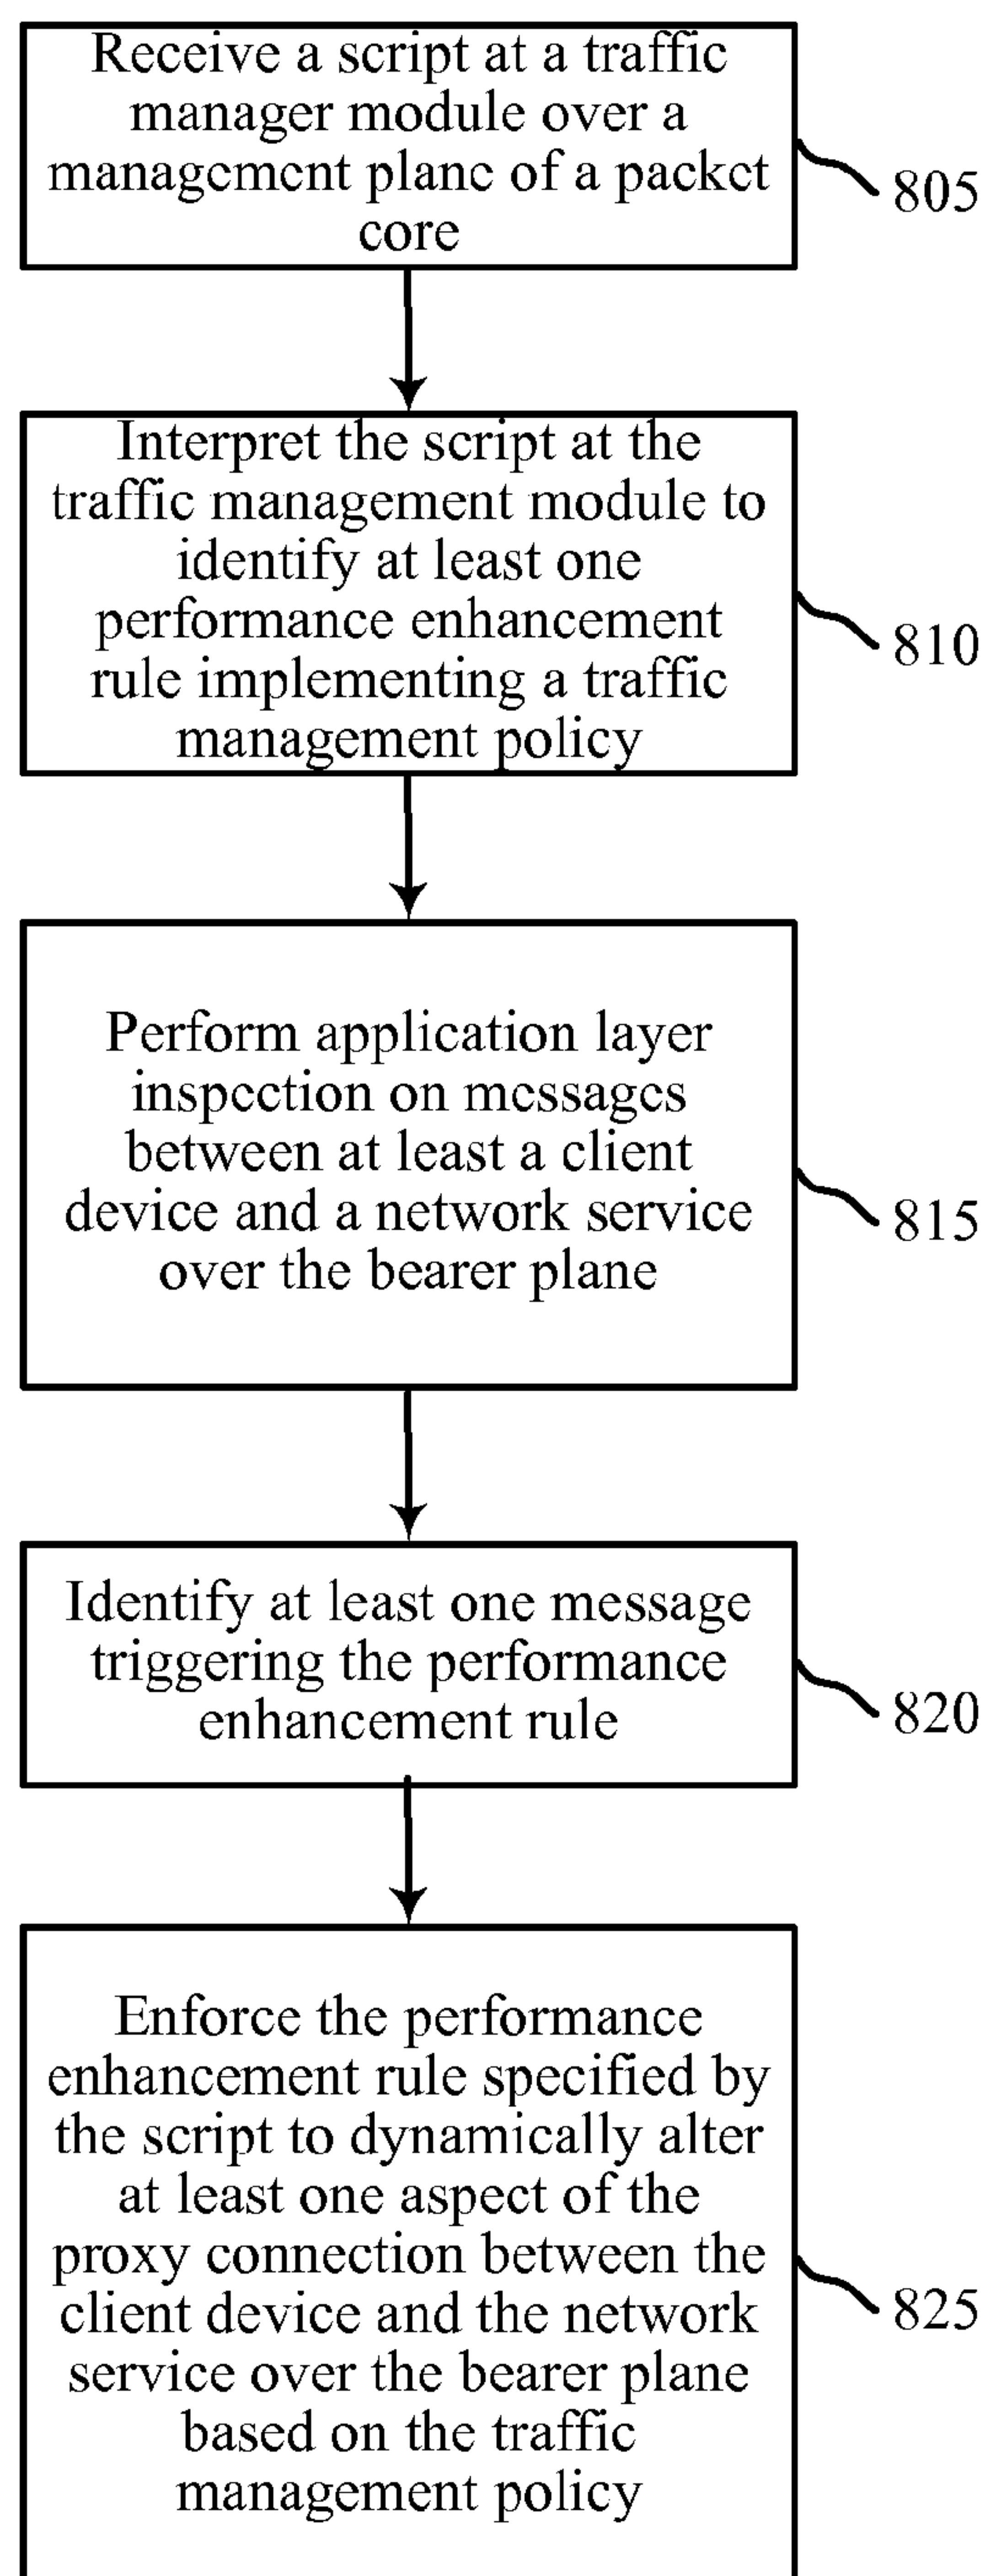 Receive a script at a traffic
manager module over a
management plane of a packet
core
805
Interpret the script at the
traffic management module to
identify at least one
performance enhancement
rule implementing a traffic
management policy
810
Perform application layer
inspection on messages
between at least a client
device and a network service
over the bearer plane
815
Identify at least one message
triggering the performance
enhancement rule
820
Enforce the performance
enhancement rule specified by
the script to dynamically alter
at least one aspect of the
proxy connection between the
client device and the network
service over the bearer plane
based on the traffic
management policy
825